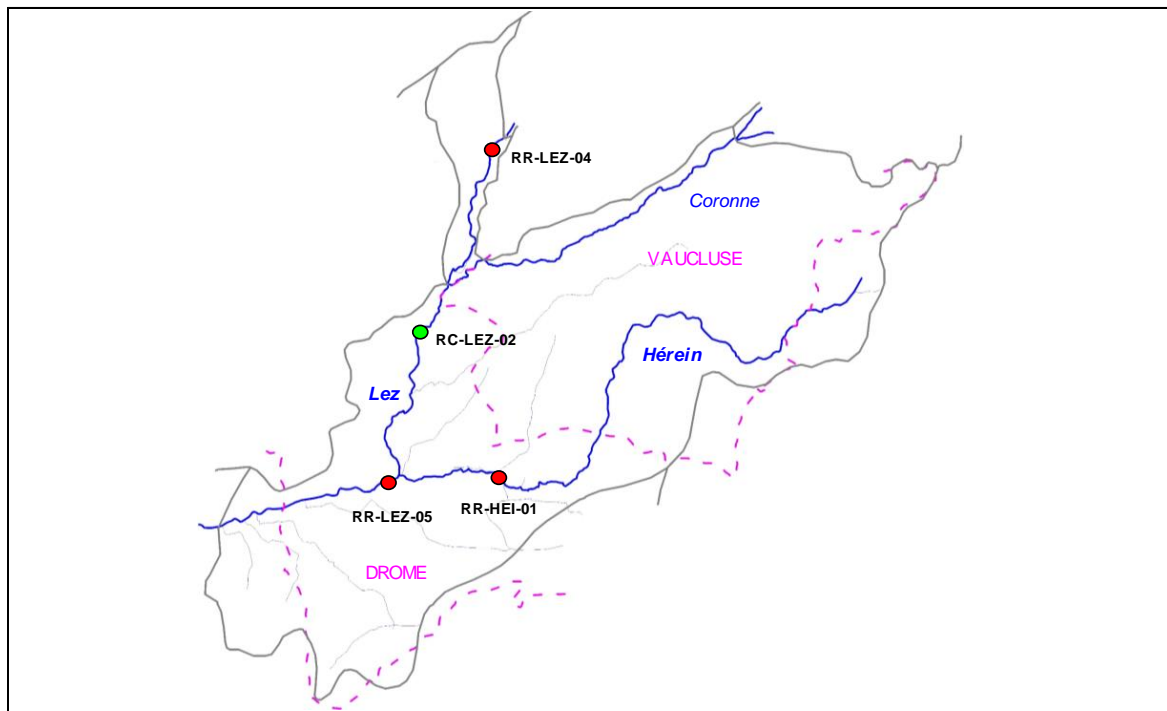 RR-LEZ-04
Coronne
VAUCLUSE
RC-LEZ-02
Hérein
Lez
RR-LEZ-05
RR-HEI-01
DROME